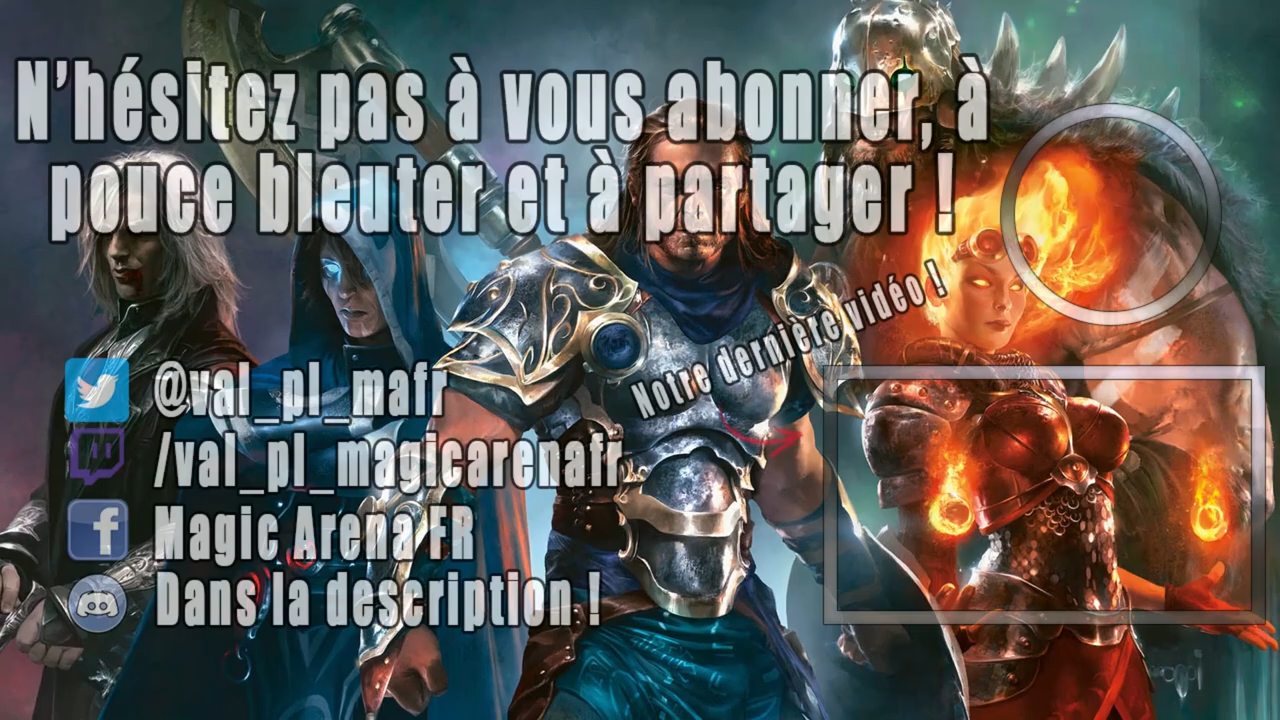 N'hésitez pas à vous abonner, à
pouce bleuter et à partager !
Notre dernière vidéo !
@val_pl_mafr
/val_pl_magicarenafr
Magic Arena FR
Dans la description !